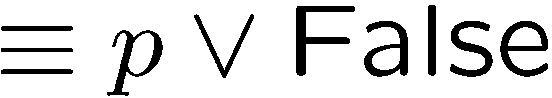 ≡ p ∨ False